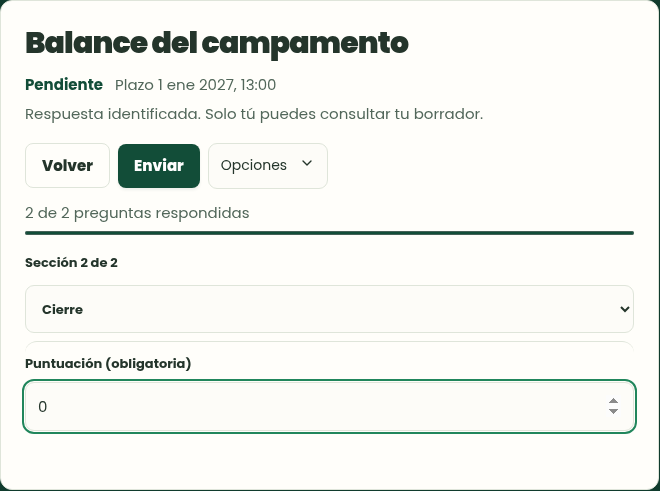 Balance del campamento
Pendiente Plazo 1 ene 2027, 13:00
Respuesta identificada. Solo tú puedes consultar tu borrador.
Volver Enviar Opciones
2 de 2 preguntas respondidas
Sección 2 de 2
Cierre
Puntuación (obligatoria)
0